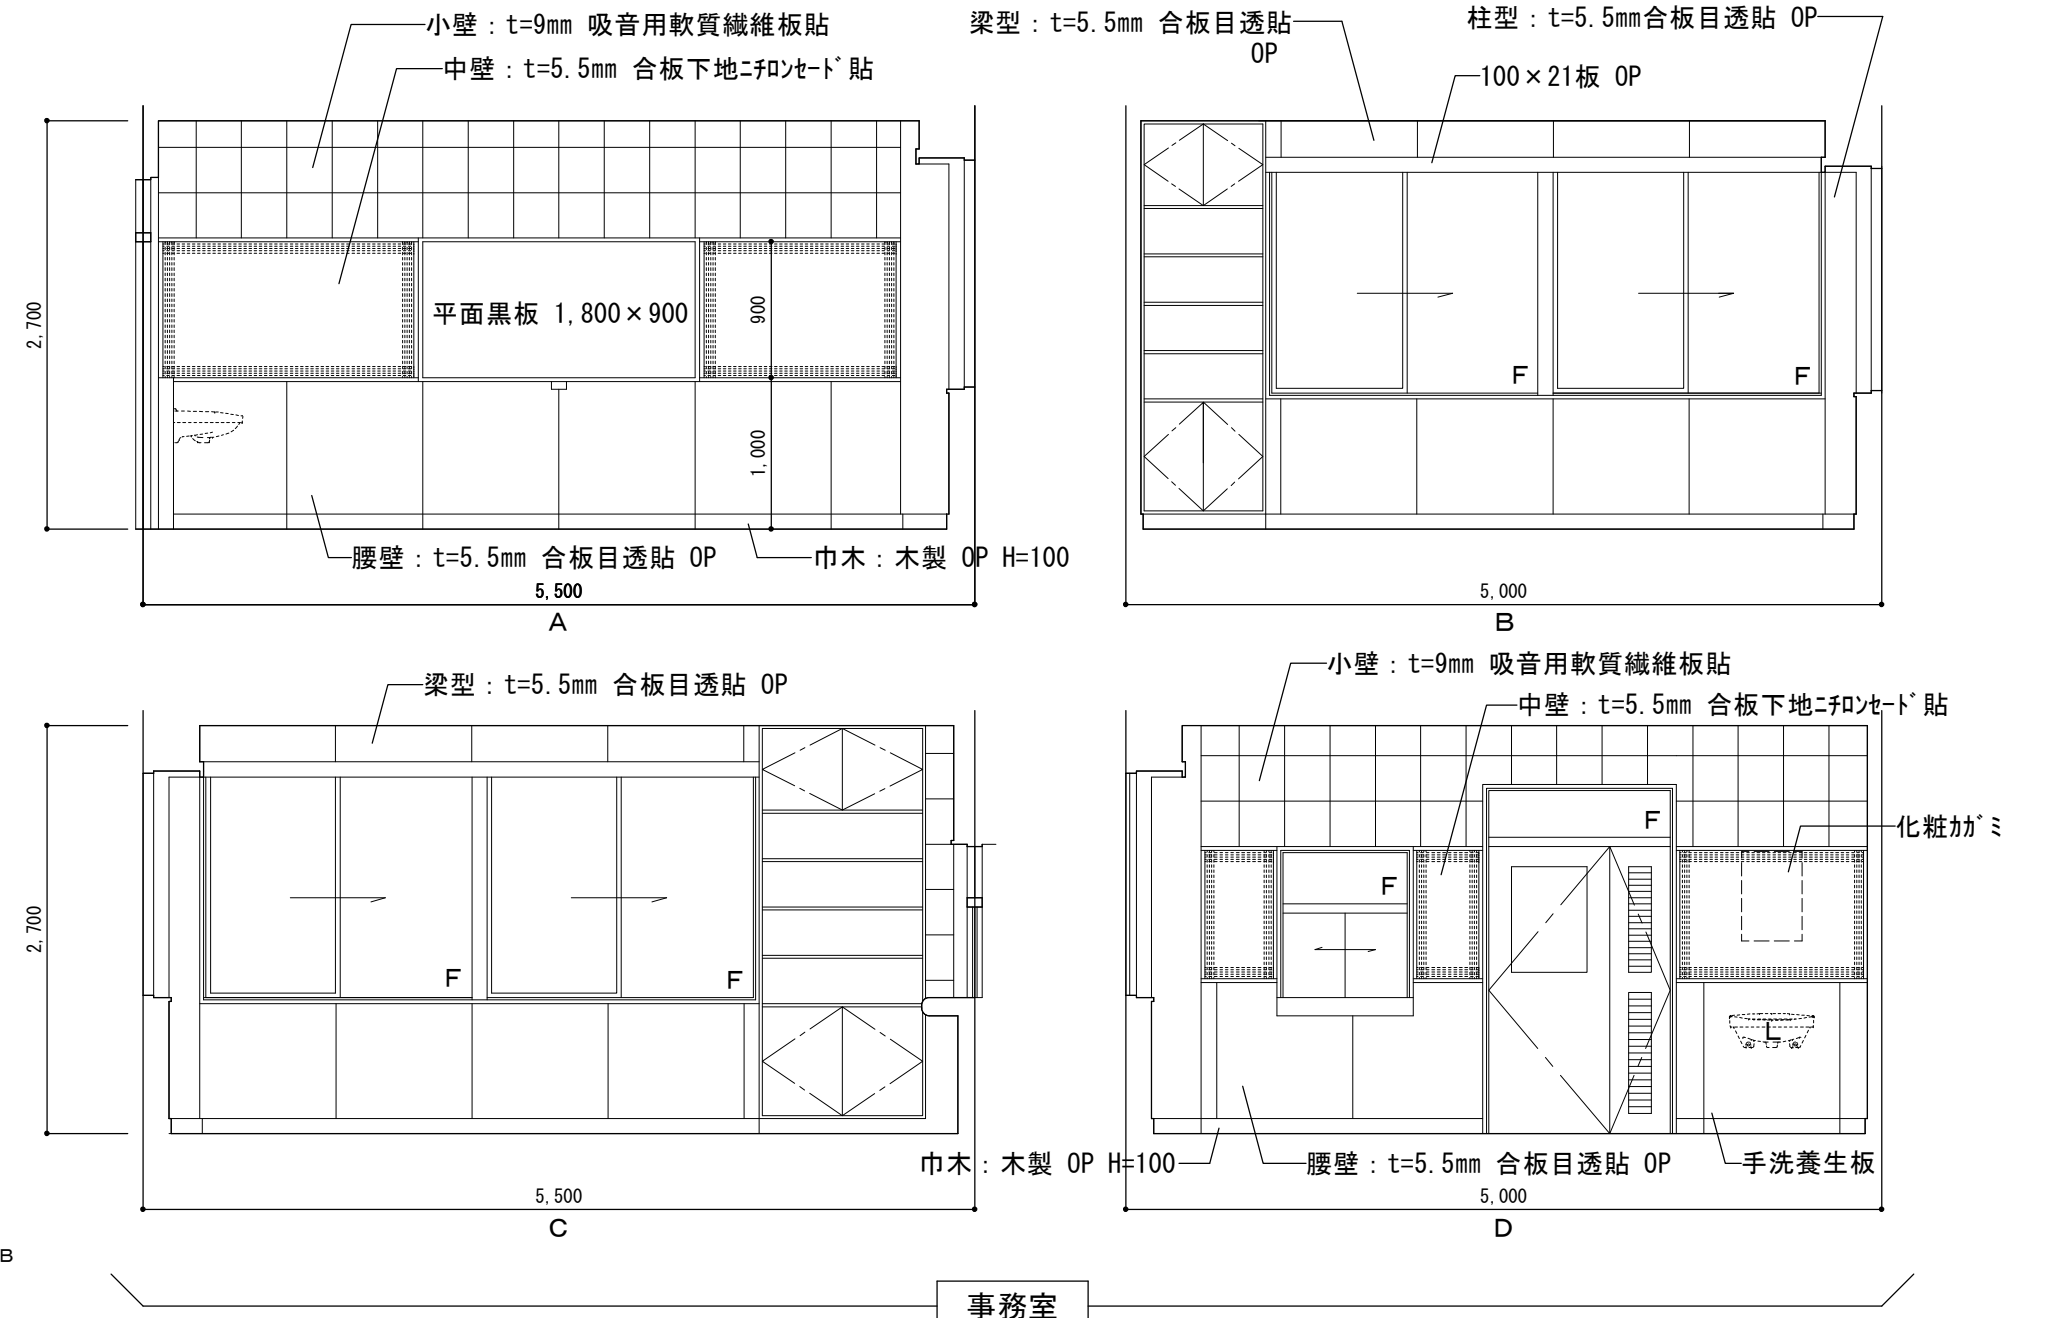 小壁：t=9mm 吸音用軟質繊維板貼
中壁：t=5.5mm 合板下地ﾆﾁﾛﾝｾｰﾄﾞ貼
2,700
平面黒板 1,800×900
900
1,000
腰壁：t=5.5mm 合板目透貼 OP
巾木：木製 OP H=100
5,500
A
梁型：t=5.5mm 合板目透貼
OP
柱型：t=5.5mm合板目透貼 OP
100×21板 OP
F
F
5,000
B
梁型：t=5.5mm 合板目透貼 OP
2,700
F
F
5,500
C
小壁：t=9mm 吸音用軟質繊維板貼
中壁：t=5.5mm 合板下地ﾆﾁﾛﾝｾｰﾄﾞ貼
F
F
化粧ｶｶﾞﾐ
L
巾木：木製 OP H=100
腰壁：t=5.5mm 合板目透貼 OP
手洗養生板
5,000
D
B
事務室